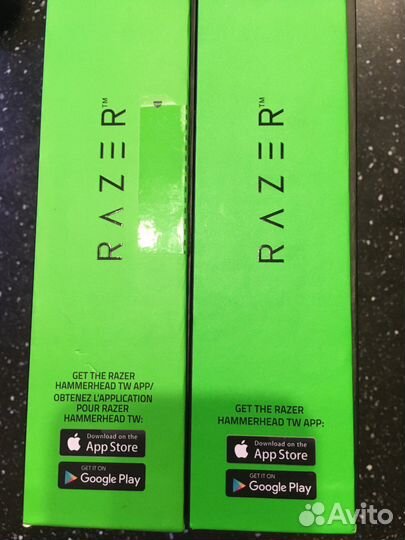 RAZER™
GET THE RAZER
HAMMERHEAD TW APP/
OBTENEZ L'APPLICATION
POUR RAZER
HAMMERHEAD TW:
Download on the
App Store
GET IT ON
Google Play
RAZER™
GET THE RAZER
HAMMERHEAD TW APP:
Download on the
App Store
GET IT ON
Google Play
Avito